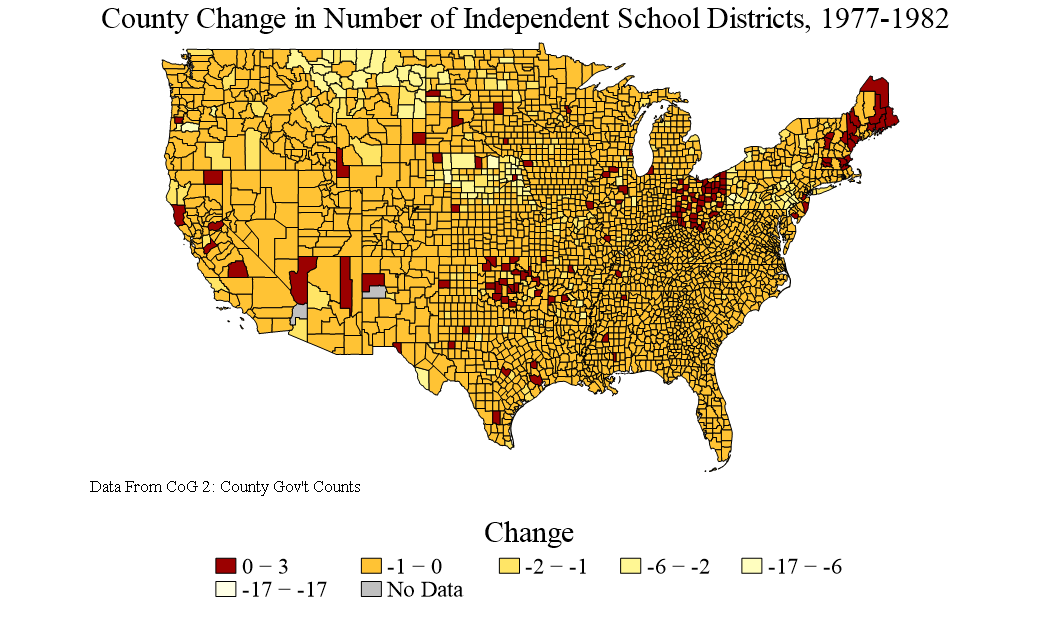 County Change in Number of Independent School Districts, 1977-1982
Data From CoG 2: County Gov't Counts
Change
0 − 3 -1 − 0 -2 − -1 -6 − -2 -17 − -6
-17 − -17 No Data